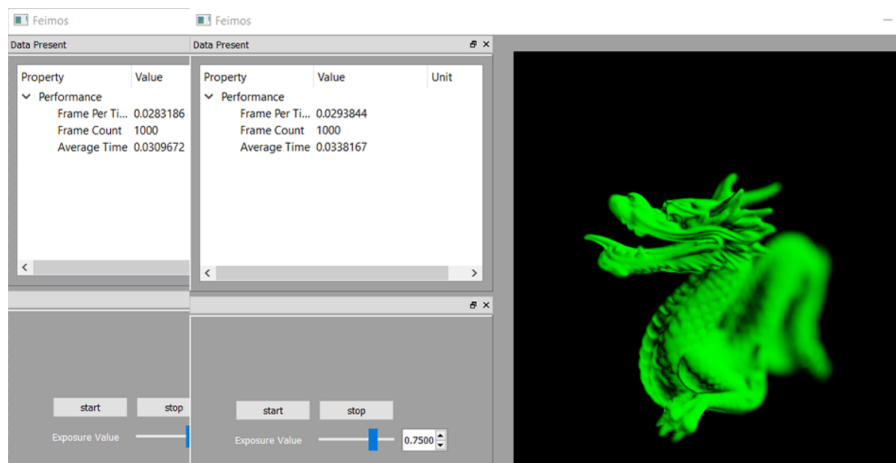 Feimos
Data Present
Property Value
Performance
Frame Per Ti... 0.0283186
Frame Count 1000
Average Time 0.0309672
start stop
Exposure Value
Feimos
Data Present
Property Value Unit
Performance
Frame Per Ti... 0.0293844
Frame Count 1000
Average Time 0.0338167
start stop
Exposure Value 0.7500